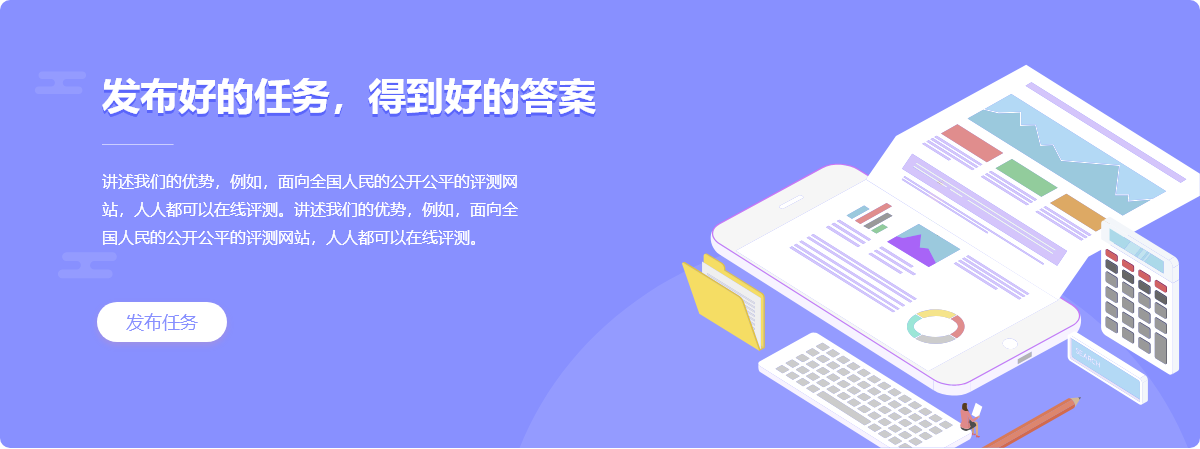 发布好的任务，得到好的答案
讲述我们的优势，例如，面向全国人民的公开公平的评测网
站，人人都可以在线评测。讲述我们的优势，例如，面向全
国人民的公开公平的评测网站，人人都可以在线评测。
发布任务
SEARCH